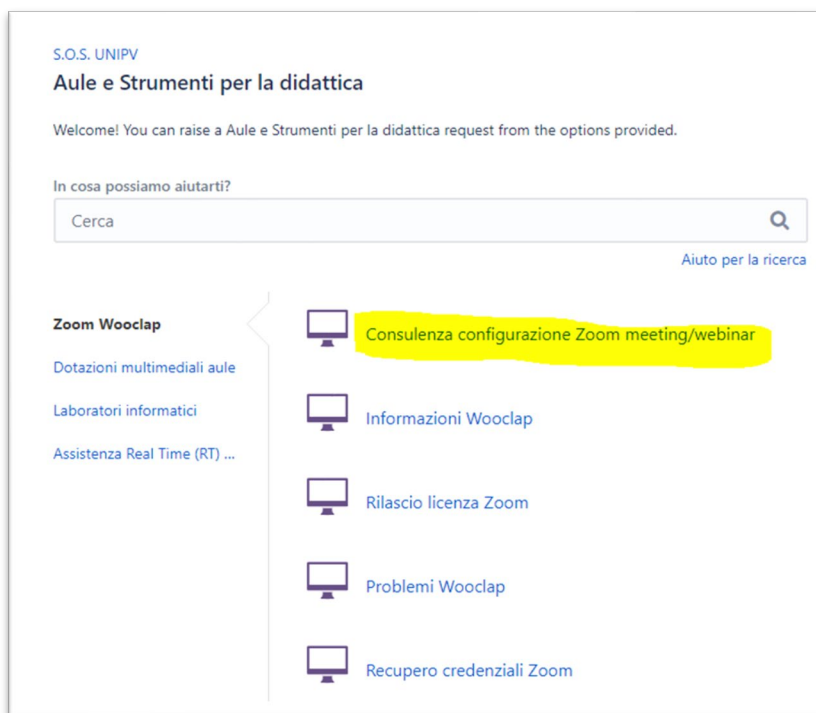 S.O.S. UNIPV
Aule e Strumenti per la didattica
Welcome! You can raise a Aule e Strumenti per la didattica request from the options provided.
In cosa possiamo aiutarti?
Cerca
Aiuto per la ricerca
Zoom Wooclap
Dotazioni multimediali aule
Laboratori informatici
Assistenza Real Time (RT) ...
Consulenza configurazione Zoom meeting/webinar
Informazioni Wooclap
Rilascio licenza Zoom
Problemi Wooclap
Recupero credenziali Zoom